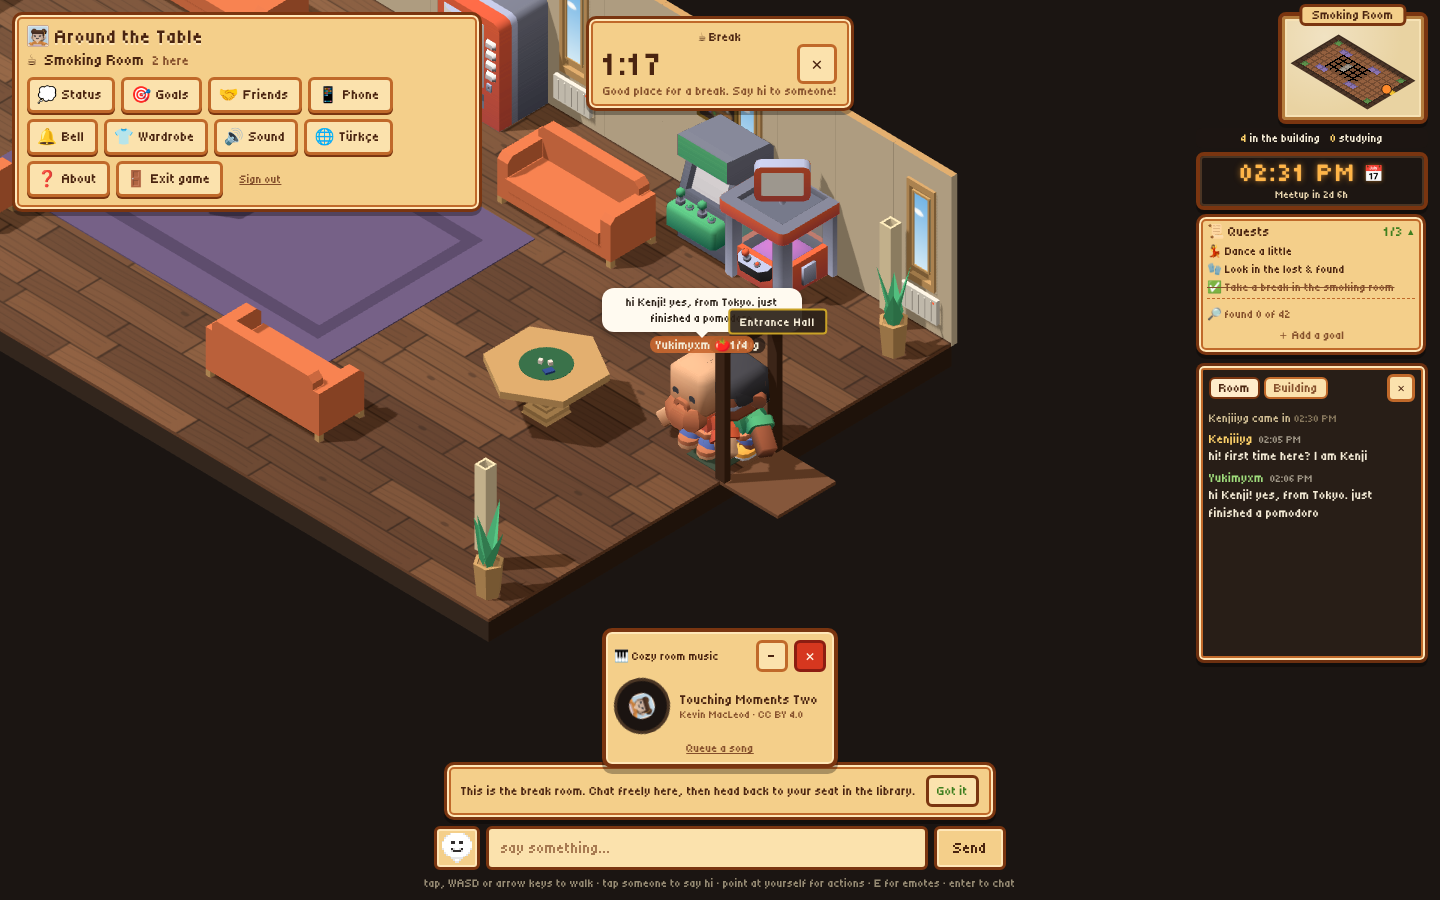 Around the Table
Smoking Room 2 here
Status
Goals
Friends
Phone
Bell
Wardrobe
Sound
Türkçe
About
Exit game
Sign out
Break
1:17
×
Good place for a break. Say hi to someone!
Smoking Room
4 in the building 0 studying
02:31 PM
Meetup in 2d 6h
Quests 1/3 ▲
Dance a little
Look in the lost & found
Take a break in the smoking room
found 0 of 42
+ Add a goal
Room
Building
×
Kenjiiyg came in 02:30 PM
Kenjiiyg 02:05 PM
hi! first time here? I am Kenji
Yukimyxm 02:06 PM
hi Kenji! yes, from Tokyo. just
finished a pomodoro
hi Kenji! yes, from Tokyo. just
finished a pomo
Entrance Hall
Yukimyxm 1/4 g
Cozy room music
-
×
Touching Moments Two
Kevin MacLeod · CC BY 4.0
Queue a song
This is the break room. Chat freely here, then head back to your seat in the library.
Got it
say something...
Send
tap, WASD or arrow keys to walk · tap someone to say hi · point at yourself for actions · E for emotes · enter to chat